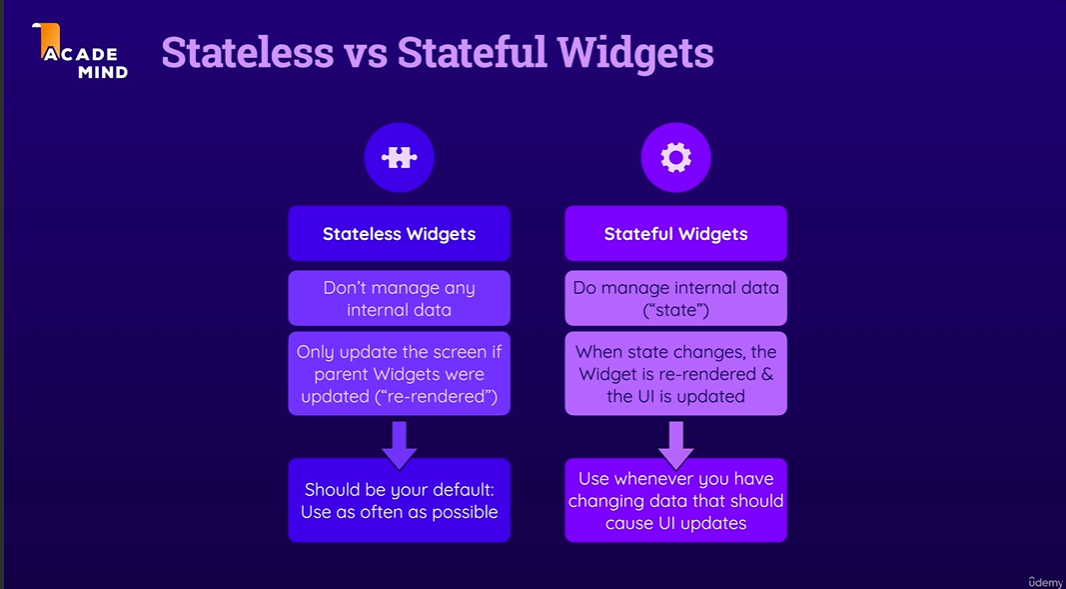 ACADE
MIND
Stateless vs Stateful Widgets
Stateless Widgets
Don't manage any
internal data
Only update the screen if
parent Widgets were
updated (“re-rendered”)
Should be your default:
Use as often as possible
Stateful Widgets
Do manage internal data
(“state”)
When state changes, the
Widget is re-rendered &
the UI is updated
Use whenever you have
changing data that should
cause UI updates
udemy